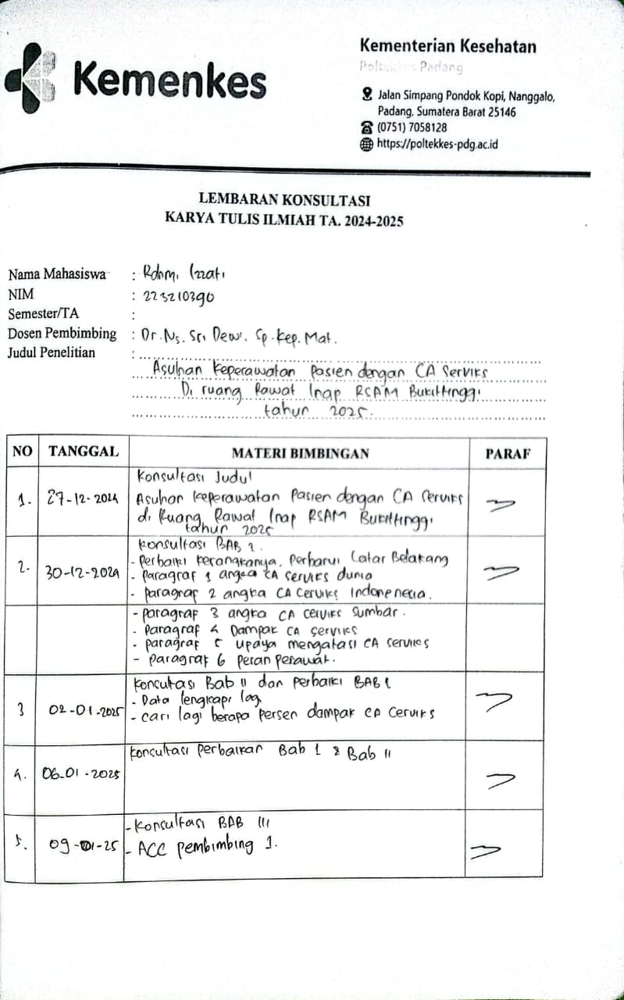 Kemenkes
Kementerian Kesehatan
Poltekkes Padang
Jalan Simpang Pondok Kopi, Nanggalo,
Padang, Sumatera Barat 25146
(0751) 7058128
https://poltekkes-pdg.ac.id
LEMBARAN KONSULTASI
KARYA TULIS ILMIAH TA. 2024-2025
Nama Mahasiswa : Rahmi Izzati
NIM : 223210390
Semester/TA :
Dosen Pembimbing : Dr. Ns. Sri Dewi. Sp. Kep. Mat.
Judul Penelitian :
Asuhan Keperawatan Pasien dengan CA Serviks
Di ruang Rawat Inap RSAM Bukittinggi
tahun 2025.
NO TANGGAL MATERI BIMBINGAN PARAF
Konsultasi Judul
1. 27-12-2024 Asuhan Keperawatan Pasien dengan CA Serviks
di Ruang Rawat Inap RSAM Bukittinggi
tahun 2025
Konsultasi BAB 1
- Perbaiki kerangkanya, Perbarui Latar Belakang
2. 30-12-2024 - Paragraf 1 angka CA serviks dunia
- Paragraf 2 angka CA Cerviks Indonenecia.
- Paragraf 3 angka CA cerviks Sumbar.
- Paragraf 4 Dampak CA serviks
- Paragraf 5 upaya mengatasi CA serviks
- Paragraf 6 peran perawat.
Koncultasi Bab II dan Perbaiki BAB 1
3 02-01-2025 - Data lengkapi lagi
- cari lagi berapa persen dampak CA Cerviks
Konsultasi perbaikan Bab 1 & Bab II
4. 06-01-2025
- Konsultasi BAB III
5. 09-01-25 - ACC pembimbing 1.